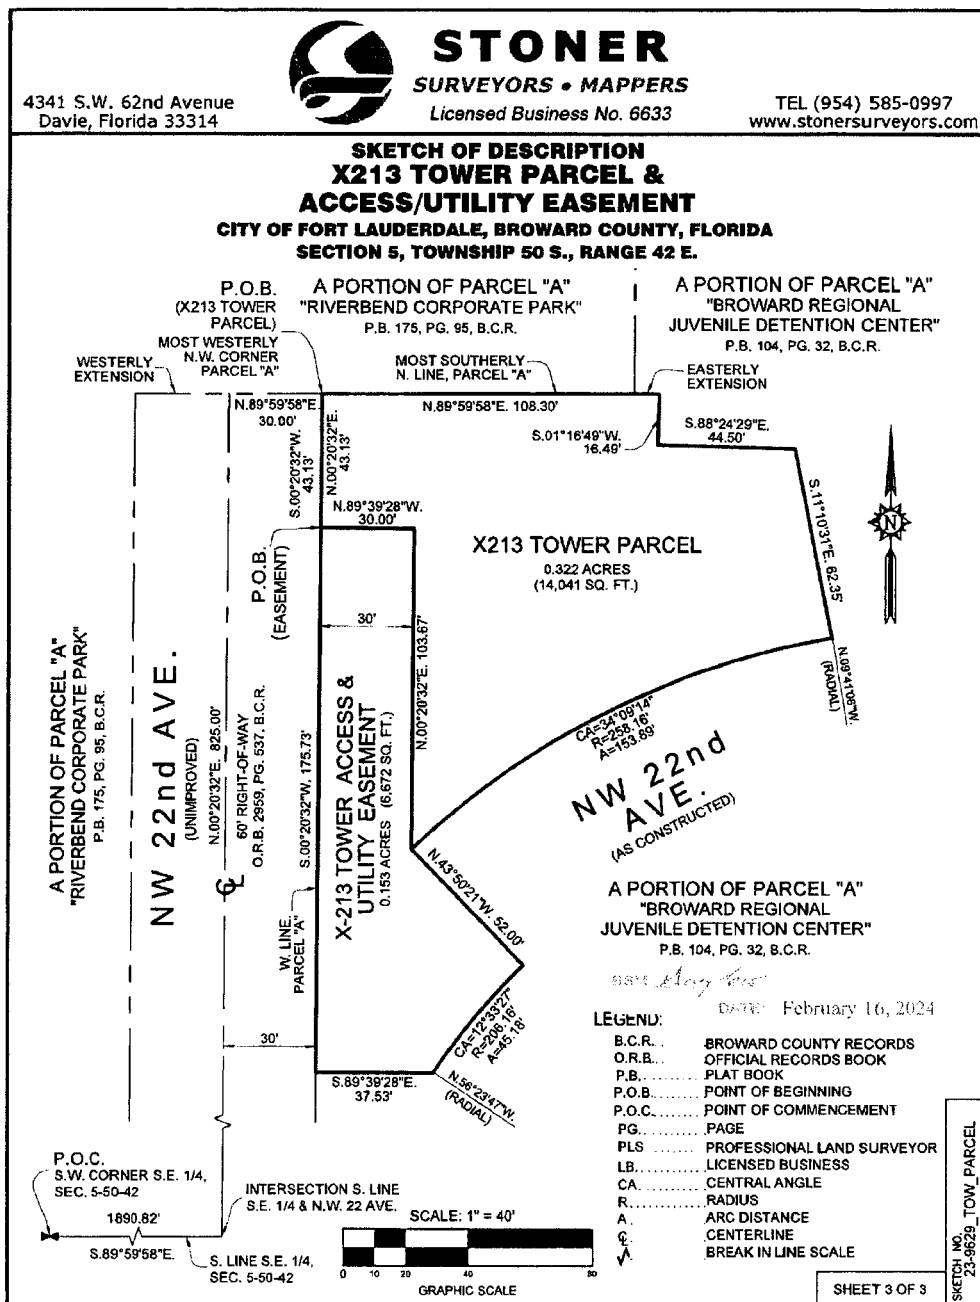 STONER
SURVEYORS • MAPPERS
Licensed Business No. 6633
4341 S.W. 62nd Avenue
Davie, Florida 33314
TEL (954) 585-0997
www.stonersurveyors.com
SKETCH OF DESCRIPTION
X213 TOWER PARCEL &
ACCESS/UTILITY EASEMENT
CITY OF FORT LAUDERDALE, BROWARD COUNTY, FLORIDA
SECTION 5, TOWNSHIP 50 S., RANGE 42 E.
P.O.B.
(X213 TOWER
PARCEL)
MOST WESTERLY
N.W. CORNER
PARCEL "A"
A PORTION OF PARCEL "A"
"RIVERBEND CORPORATE PARK"
P.B. 175, PG. 95, B.C.R.
A PORTION OF PARCEL "A"
"BROWARD REGIONAL
JUVENILE DETENTION CENTER"
P.B. 104, PG. 32, B.C.R.
WESTERLY
EXTENSION
MOST SOUTHERLY
N. LINE, PARCEL "A"
EASTERLY
EXTENSION
N.89°59'58"E.
30.00'
N.89°59'58"E. 108.30'
S.01°16'49"W.
16.49'
S.88°24'29"E.
44.50'
S.00°20'32"W.
43.13'
N.00°20'32"E.
43.13'
N.89°39'28"W.
30.00'
P.O.B.
(EASEMENT)
X213 TOWER PARCEL
0.322 ACRES
(14,041 SQ. FT.)
S.11°10'31"E. 62.35'
N
30'
N.00°20'32"E. 103.67'
N.09°41'06"W.
(RADIAL)
A PORTION OF PARCEL "A"
"RIVERBEND CORPORATE PARK"
P.B. 175, PG. 95, B.C.R.
NW 22nd AVE.
(UNIMPROVED)
N.00°20'32"E. 825.00'
60' RIGHT-OF-WAY
O.R.B. 2959, PG. 537, B.C.R.
S.00°20'32"W. 175.73'
X-213 TOWER ACCESS &
UTILITY EASEMENT
0.153 ACRES (6,672 SQ. FT.)
CA=34°09'14"
R=258.16'
A=153.89'
NW 22nd
AVE.
(AS CONSTRUCTED)
W. LINE,
PARCEL "A"
N.43°50'21"W. 52.00'
A PORTION OF PARCEL "A"
"BROWARD REGIONAL
JUVENILE DETENTION CENTER"
P.B. 104, PG. 32, B.C.R.
DATE: February 16, 2024
CA=12°33'27"
R=206.16'
A=45.18'
30'
S.89°39'28"E.
37.53'
N.56°23'47"W.
(RADIAL)
LEGEND:
B.C.R... BROWARD COUNTY RECORDS
O.R.B... OFFICIAL RECORDS BOOK
P.B......... PLAT BOOK
P.O.B....... POINT OF BEGINNING
P.O.C....... POINT OF COMMENCEMENT
PG.......... PAGE
PLS ........ PROFESSIONAL LAND SURVEYOR
LB.......... LICENSED BUSINESS
CA.......... CENTRAL ANGLE
R........... RADIUS
A........... ARC DISTANCE
℄........... CENTERLINE
BREAK IN LINE SCALE
P.O.C.
S.W. CORNER S.E. 1/4,
SEC. 5-50-42
1890.82'
S.89°59'58"E.
INTERSECTION S. LINE
S.E. 1/4 & N.W. 22 AVE.
S. LINE S.E. 1/4,
SEC. 5-50-42
SCALE: 1" = 40'
0 10 20 40 80
GRAPHIC SCALE
SHEET 3 OF 3
SKETCH NO.
23-9629_TOW_PARCEL